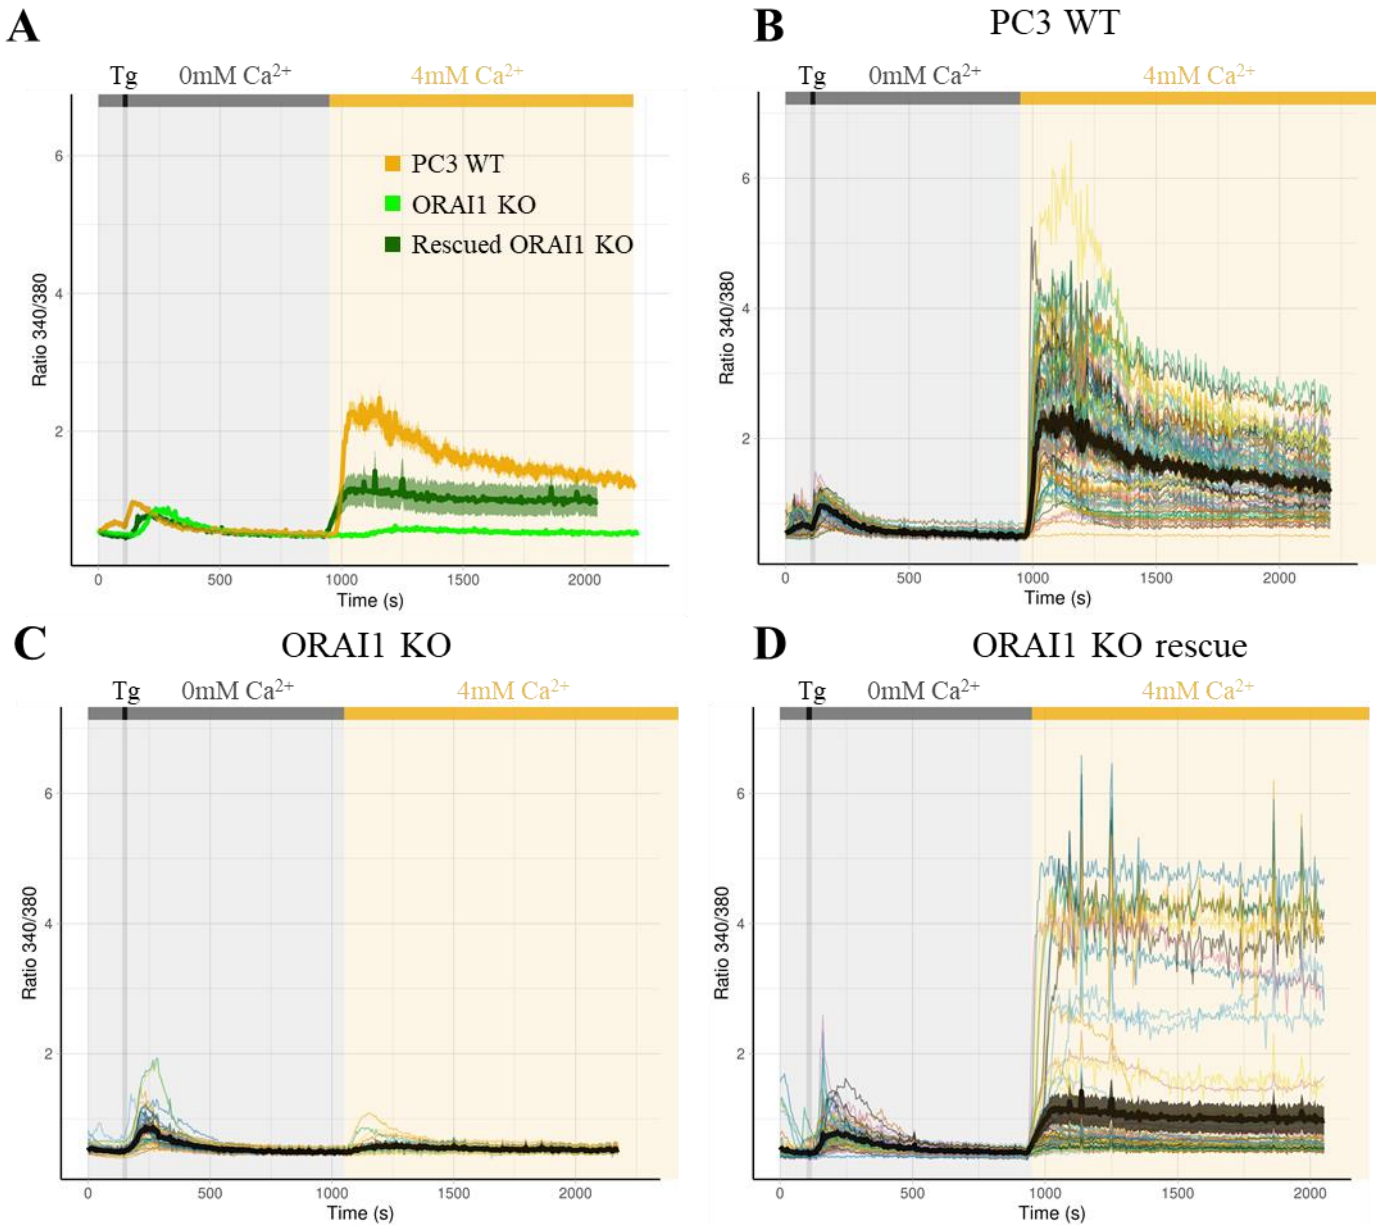 A
Tg 0mM Ca²⁺ 4mM Ca²⁺
Ratio 340/380
6
4
2
PC3 WT
ORAI1 KO
Rescued ORAI1 KO
0 500 1000 1500 2000
Time (s)
B PC3 WT
Tg 0mM Ca²⁺ 4mM Ca²⁺
Ratio 340/380
6
4
2
0 500 1000 1500 2000
Time (s)
C ORAI1 KO
Tg 0mM Ca²⁺ 4mM Ca²⁺
Ratio 340/380
6
4
2
0 500 1000 1500 2000
Time (s)
D ORAI1 KO rescue
Tg 0mM Ca²⁺ 4mM Ca²⁺
Ratio 340/380
6
4
2
0 500 1000 1500 2000
Time (s)